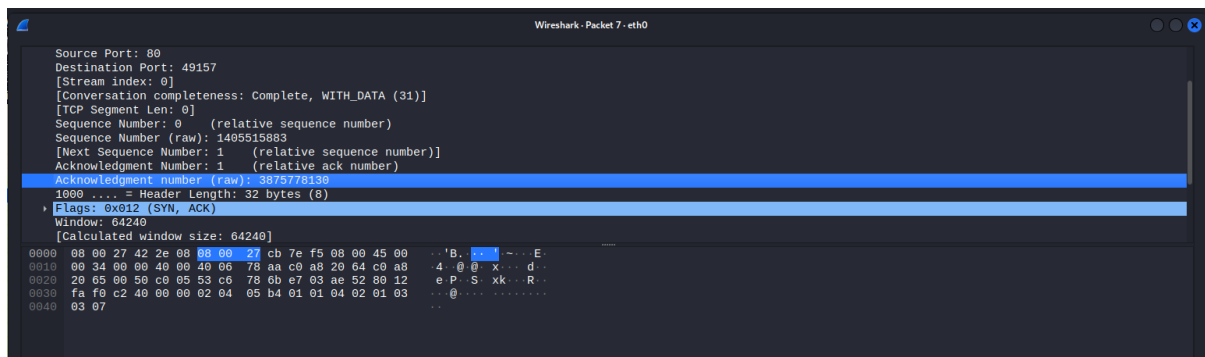 Wireshark · Packet 7 · eth0
Source Port: 80
Destination Port: 49157
[Stream index: 0]
[Conversation completeness: Complete, WITH_DATA (31)]
[TCP Segment Len: 0]
Sequence Number: 0    (relative sequence number)
Sequence Number (raw): 1405515883
[Next Sequence Number: 1    (relative sequence number)]
Acknowledgment Number: 1    (relative ack number)
Acknowledgment number (raw): 3875778130
1000 .... = Header Length: 32 bytes (8)
Flags: 0x012 (SYN, ACK)
Window: 64240
[Calculated window size: 64240]
0000  08 00 27 42 2e 08 08 00  27 cb 7e f5 08 00 45 00  ··'B.···'·~···E·
0010  00 34 00 00 40 00 40 06  78 aa c0 a8 20 64 c0 a8  ·4··@·@·x··· d··
0020  20 65 00 50 c0 05 53 c6  78 6b e7 03 ae 52 80 12  e·P··S·xk···R··
0030  fa f0 c2 40 00 00 02 04  05 b4 01 01 04 02 01 03  ···@············
0040  03 07  ··